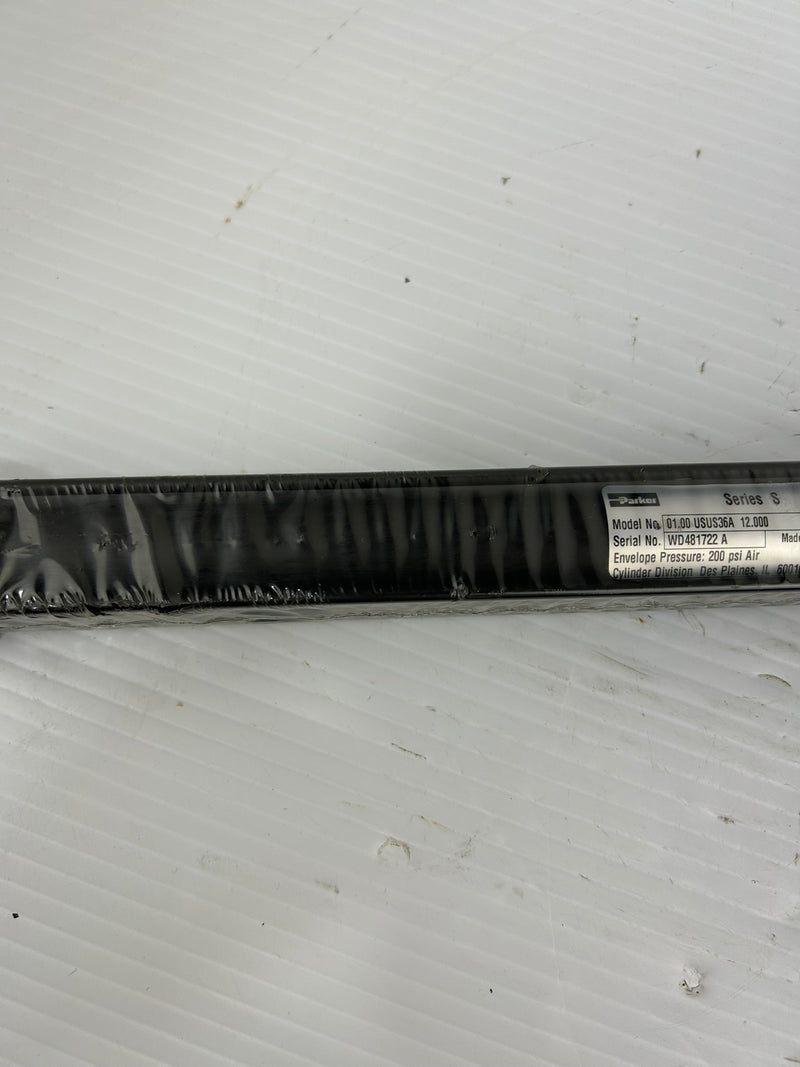 Parker Series S
Model No. 01.00 USUS36A 12.000
Serial No. WD481722 A Made
Envelope Pressure: 200 psi Air
Cylinder Division Des Plaines, IL